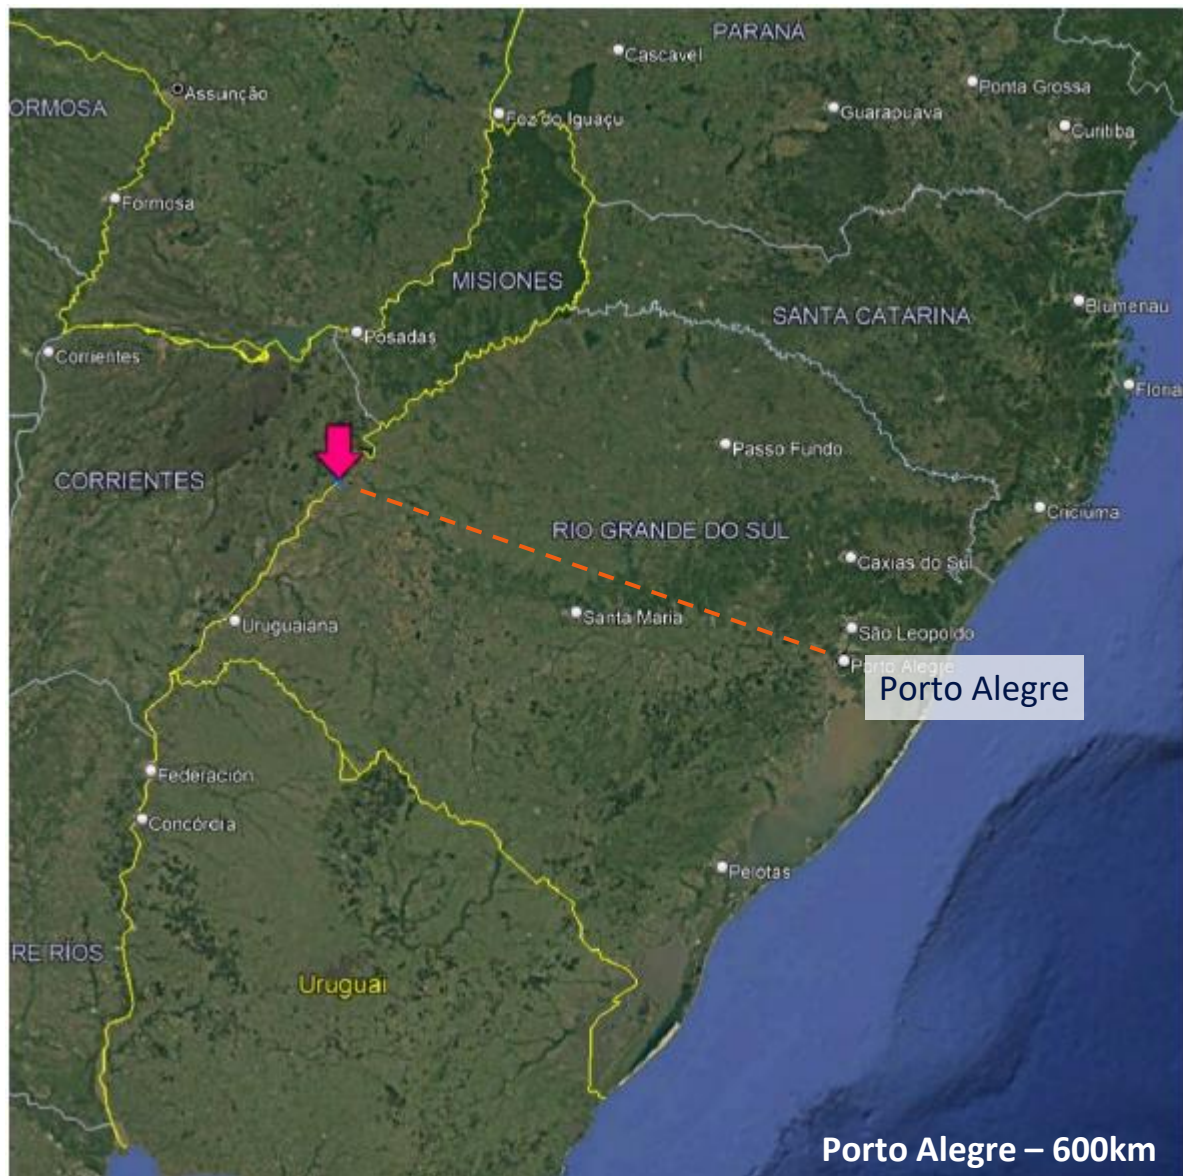 PARANÁ
Cascavel
Assunção
Ponta Grossa
ORMOSA
Foz do Iguaçu
Guarapuava
Curitiba
Formosa
MISIONES
SANTA CATARINA
Blumenau
Posadas
Corrientes
Floria
CORRIENTES
Passo Fundo
RIO GRANDE DO SUL
Criciúma
Caxias do Sul
Uruguaiana
Santa Maria
São Leopoldo
Porto Alegre
Porto Alegre
Federación
Concórdia
Pelotas
RE RÍOS
Uruguai
Porto Alegre – 600km